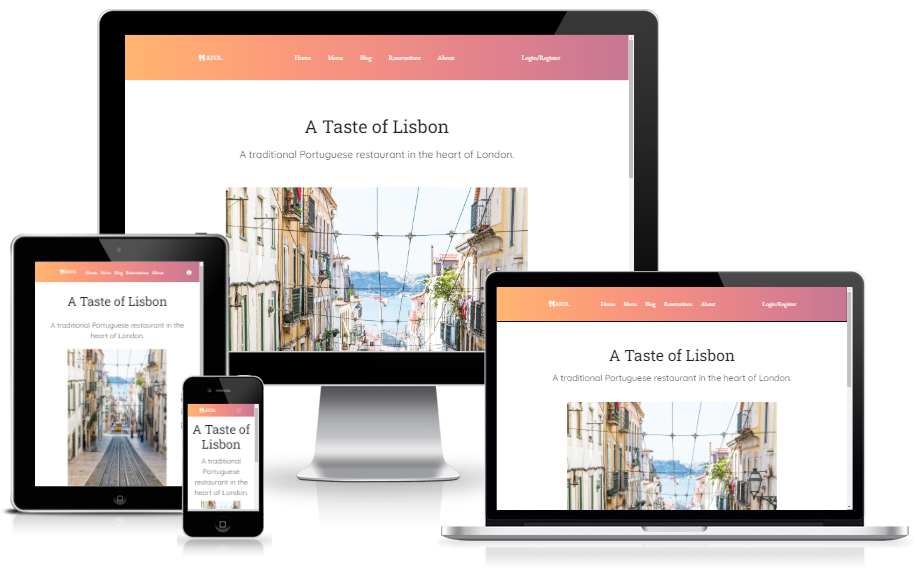 ATOL Home Menu Blog Reservations About Login/Register
A Taste of Lisbon
A traditional Portuguese restaurant in the heart of London.
ATOL Home Menu Blog Reservations About
A Taste of Lisbon
A traditional Portuguese restaurant in the
heart of London.
ATOL
A Taste of
Lisbon
A traditional
Portuguese
restaurant in the
heart of London.
ATOL Home Menu Blog Reservations About Login/Register
A Taste of Lisbon
A traditional Portuguese restaurant in the heart of London.